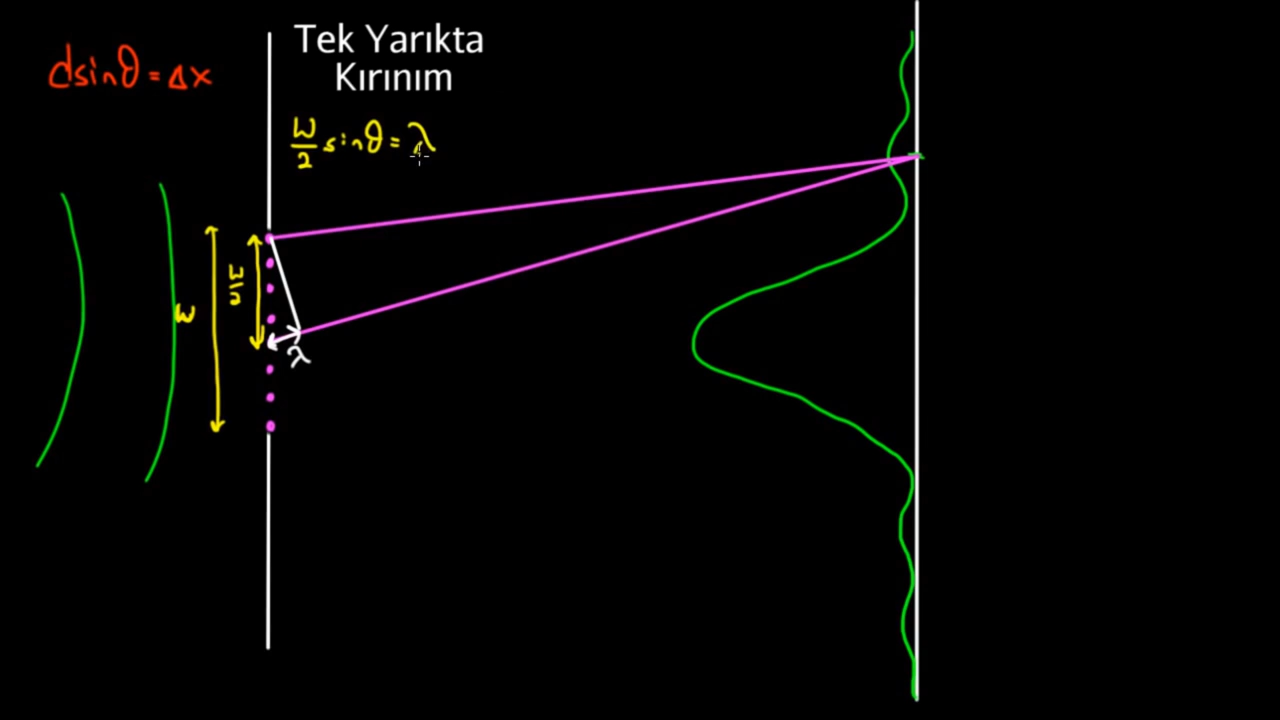 dsinθ = Δx
Tek Yarıkta
Kırınım
w/2 sinθ = λ
w/2
w
λ